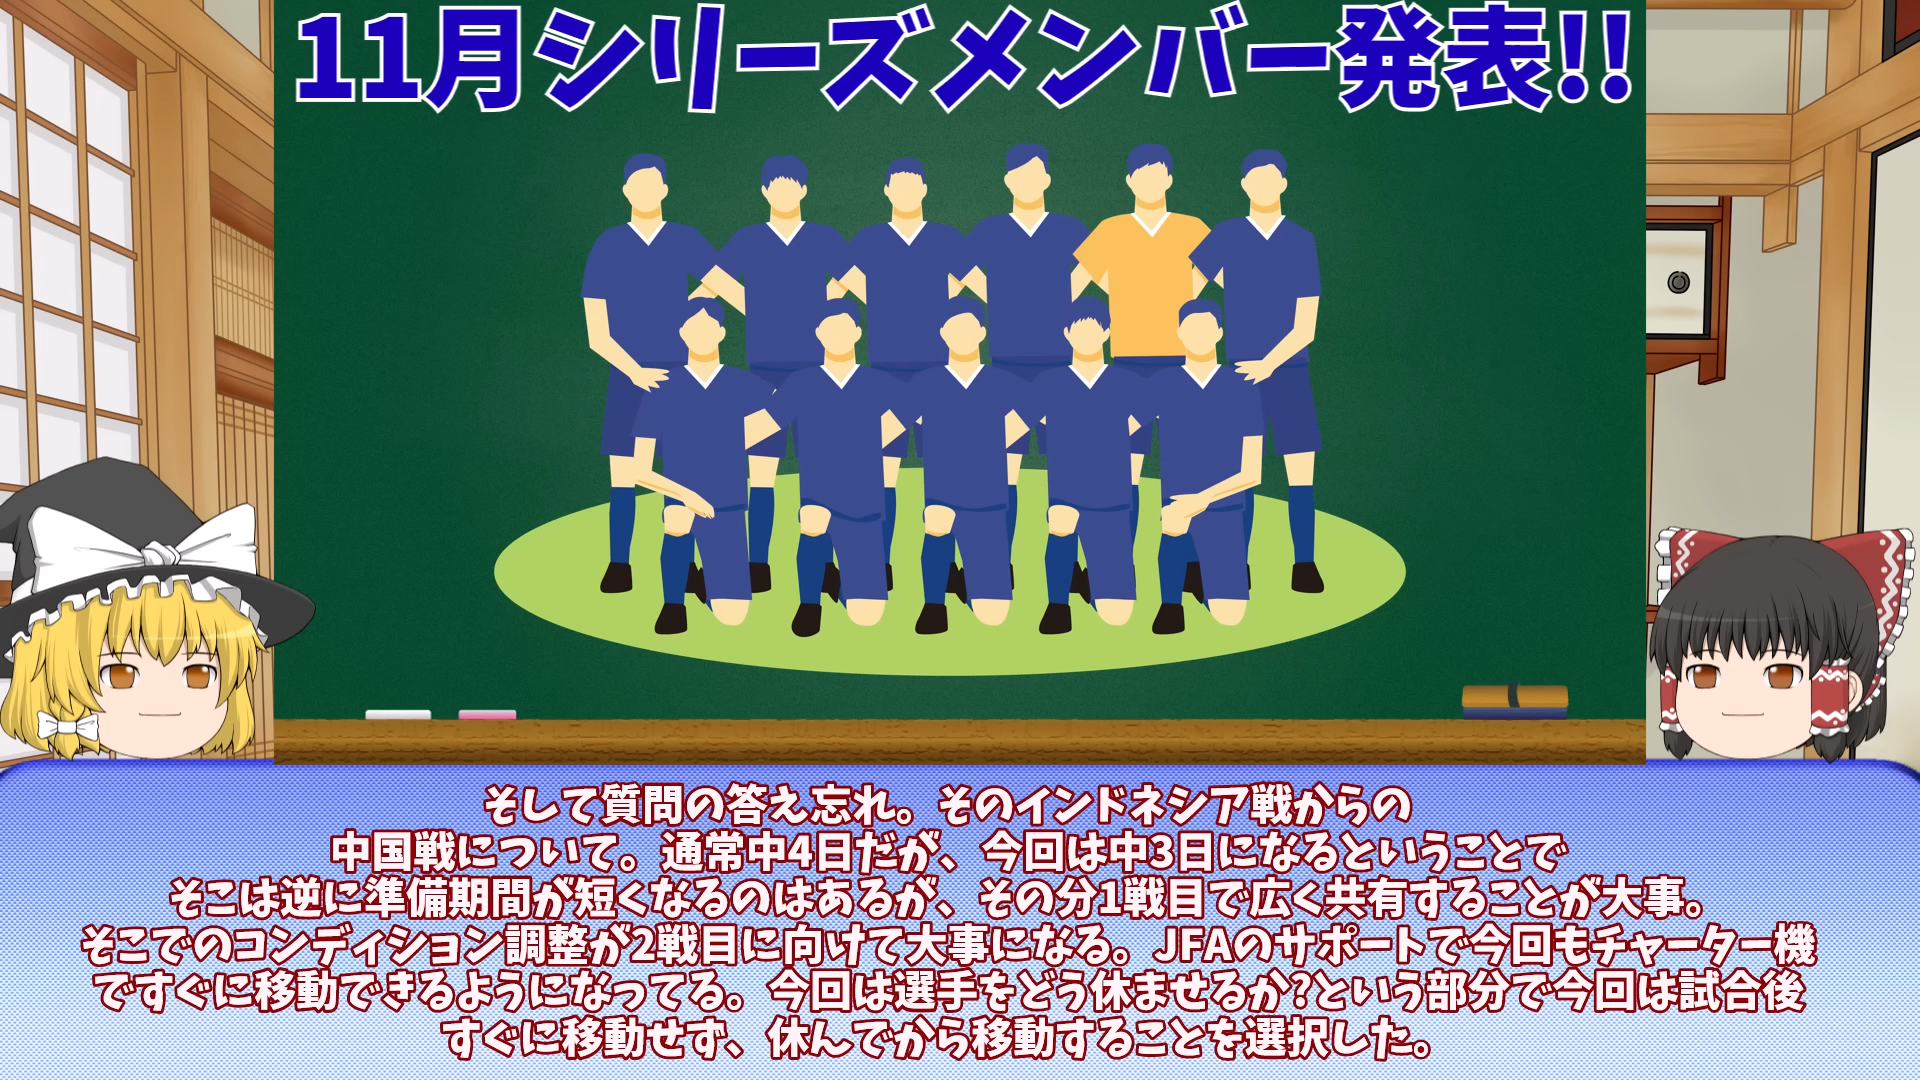 11月シリーズメンバー発表!!
そして質問の答え忘れ。そのインドネシア戦からの
中国戦について。通常中4日だが、今回は中3日になるということで
そこは逆に準備期間が短くなるのはあるが、その分1戦目で広く共有することが大事。
そこでのコンディション調整が2戦目に向けて大事になる。JFAのサポートで今回もチャーター機
ですぐに移動できるようになってる。今回は選手をどう休ませるか?という部分で今回は試合後
すぐに移動せず、休んでから移動することを選択した。